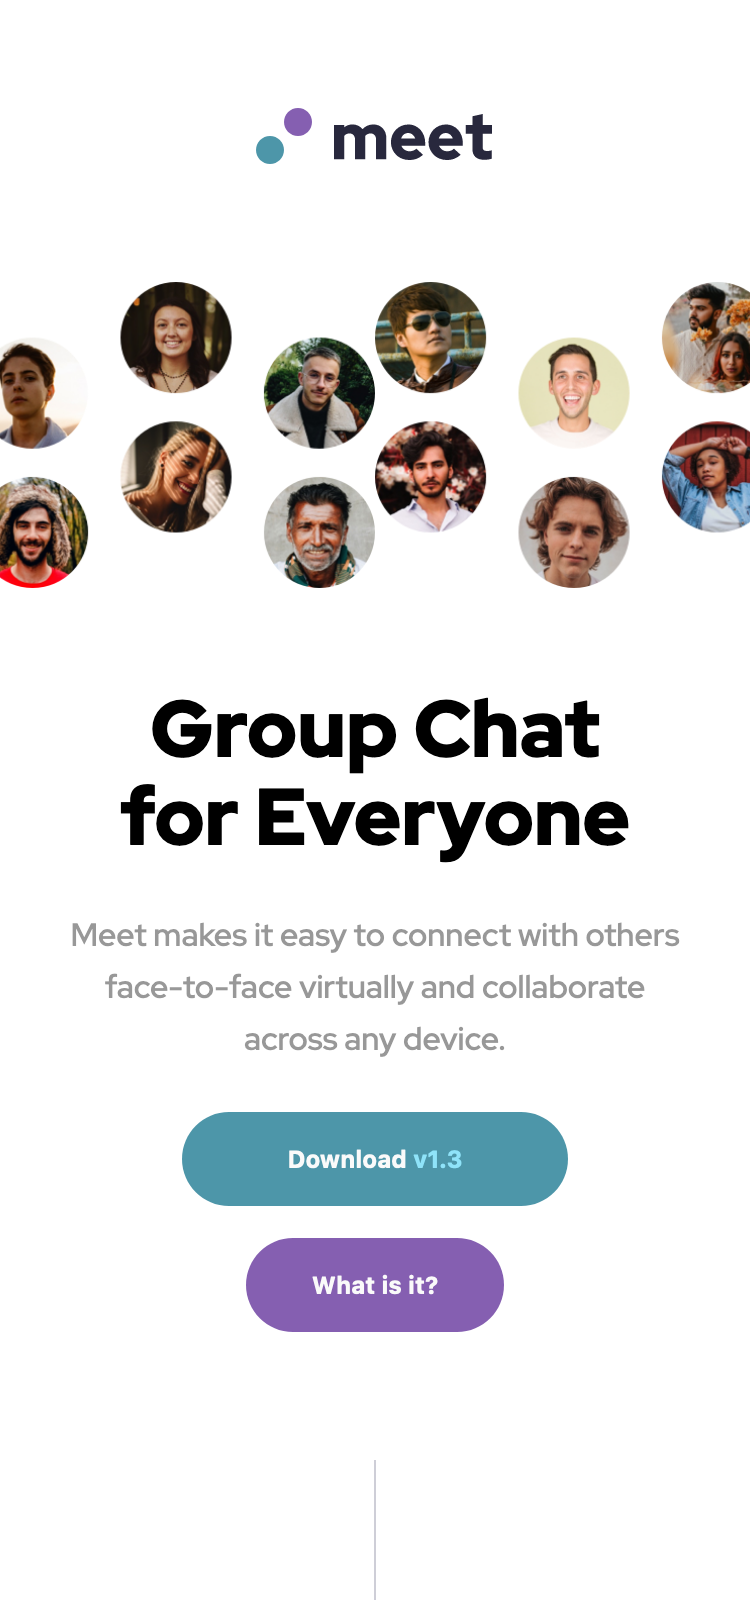 meet
Group Chat
for Everyone
Meet makes it easy to connect with others
face-to-face virtually and collaborate
across any device.
Download v1.3
What is it?